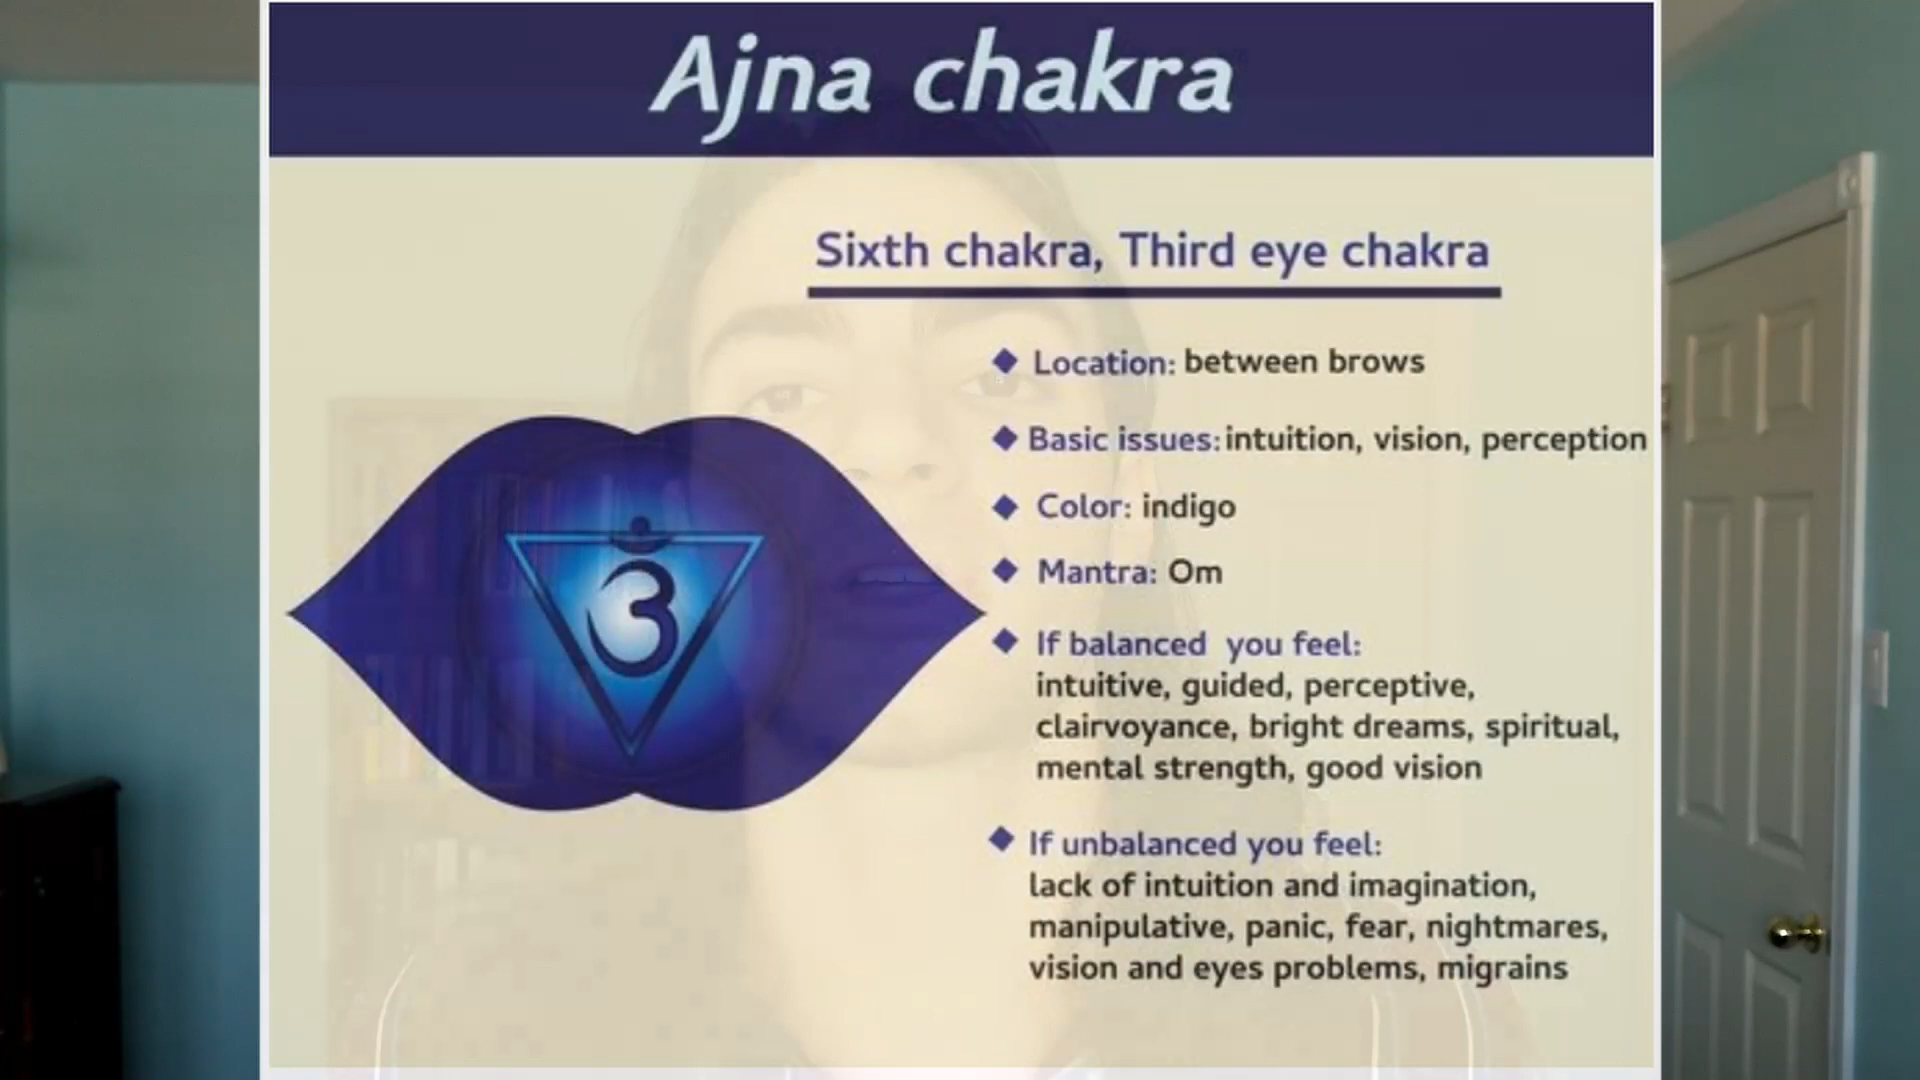 Ajna chakra
Sixth chakra, Third eye chakra
Location: between brows
Basic issues: intuition, vision, perception
Color: indigo
Mantra: Om
If balanced you feel:
intuitive, guided, perceptive,
clairvoyance, bright dreams, spiritual,
mental strength, good vision
If unbalanced you feel:
lack of intuition and imagination,
manipulative, panic, fear, nightmares,
vision and eyes problems, migrains